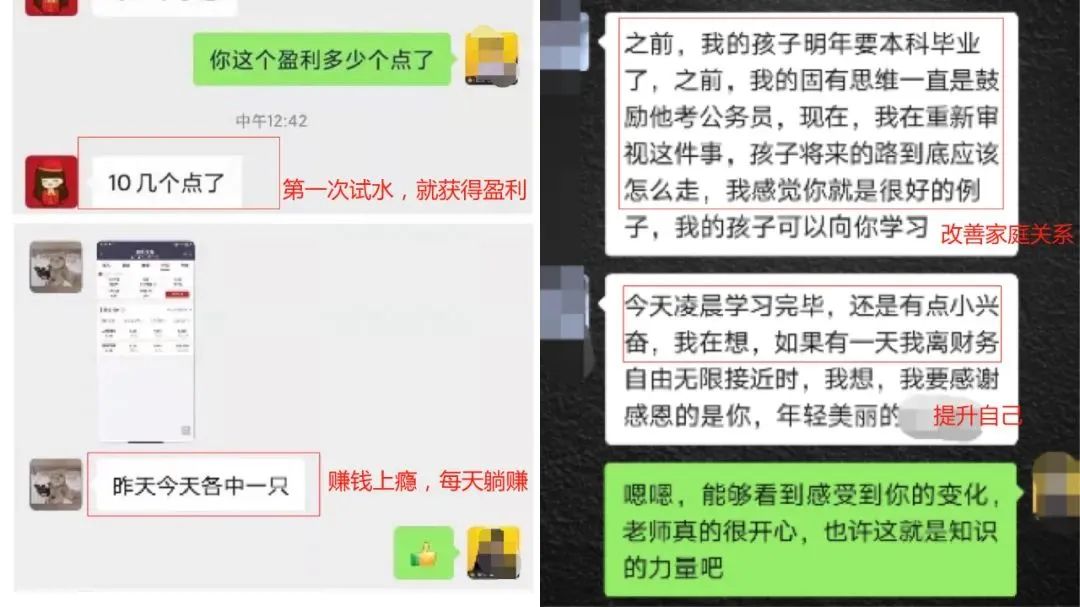 你这个盈利多少个点了
中午12:42
10几个点了
第一次试水，就获得盈利
昨天今天各中一只
赚钱上瘾，每天躺赚
之前，我的孩子明年要本科毕业
了，之前，我的固有思维一直是鼓
励他考公务员，现在，我在重新审
视这件事，孩子将来的路到底应该
怎么走，我感觉你就是很好的例
子，我的孩子可以向你学习
改善家庭关系
今天凌晨学习完毕，还是有点小兴
奋，我在想，如果有一天我离财务
自由无限接近时，我想，我要感谢
感恩的是你，年轻美丽的
提升自己
嗯嗯，能够看到感受到你的变化，
老师真的很开心，也许这就是知识
的力量吧